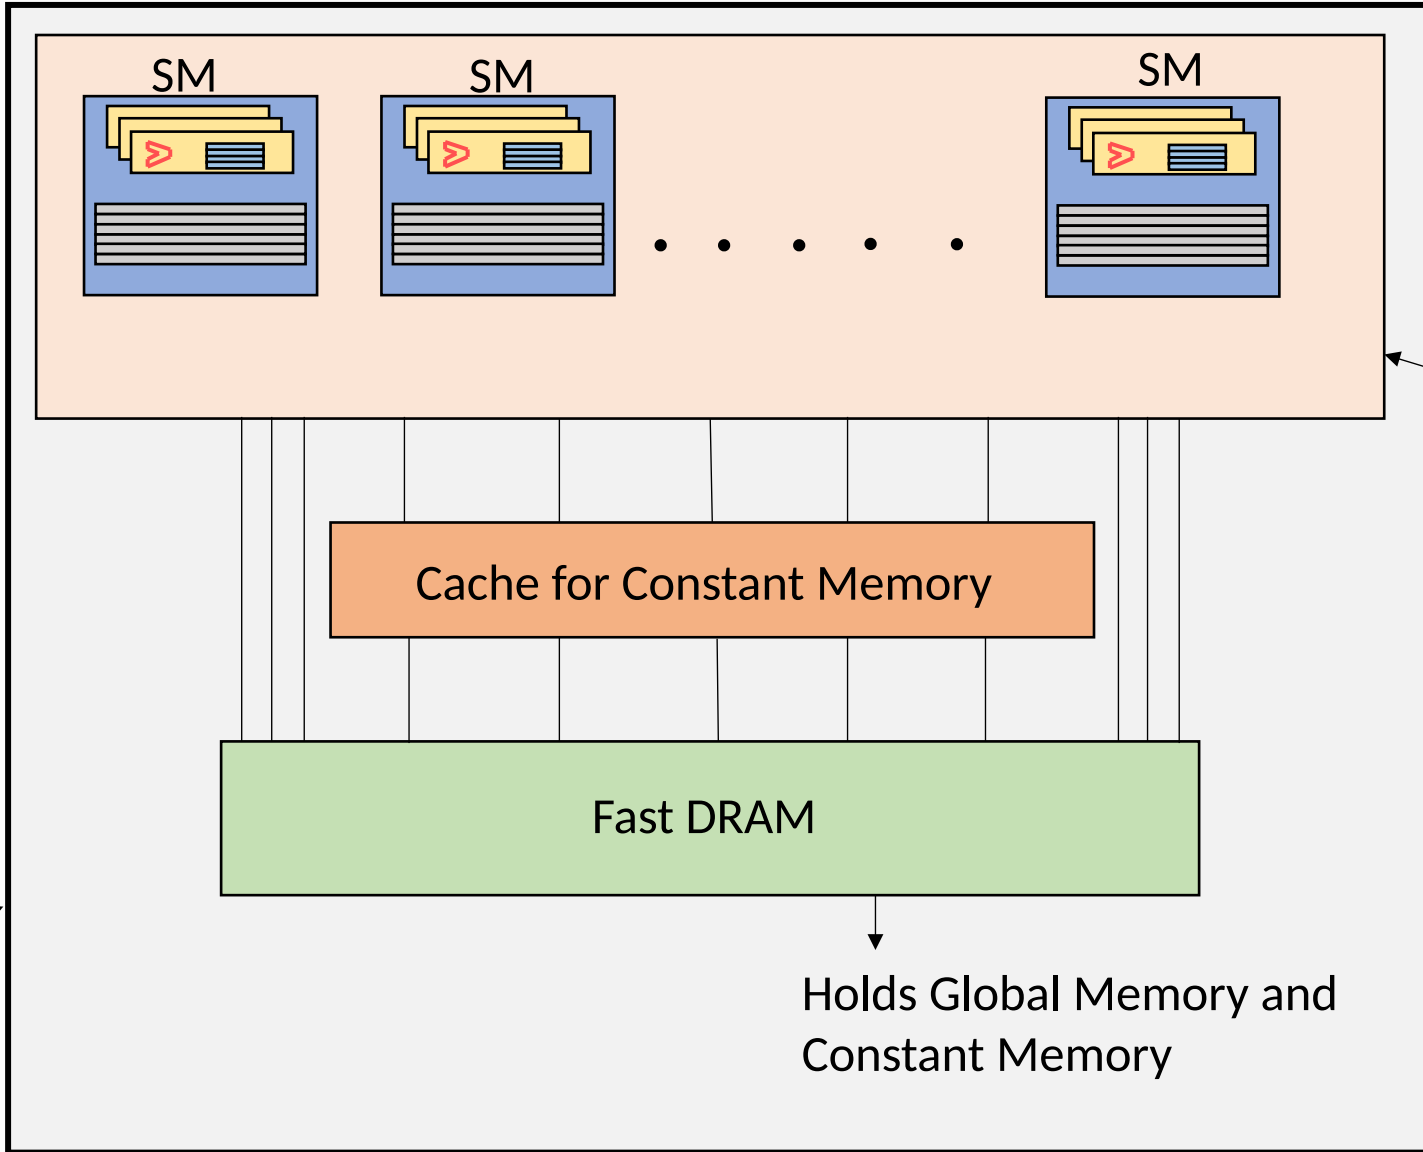 SM
SM
SM
Cache for Constant Memory
Fast DRAM
Holds Global Memory and
Constant Memory